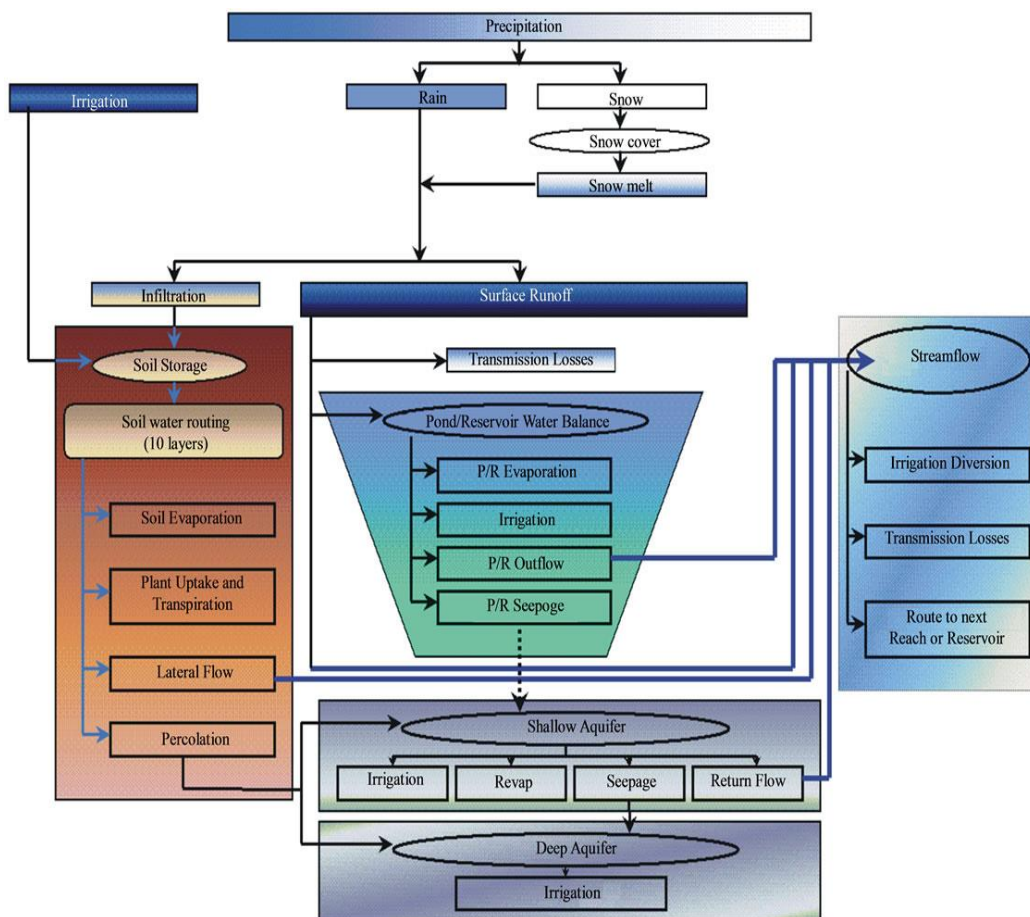 Precipitation
Irrigation
Rain
Snow
Snow cover
Snow melt
Infiltration
Surface Runoff
Soil Storage
Transmission Losses
Streamflow
Soil water routing
(10 layers)
Pond/Reservoir Water Balance
P/R Evaporation
Irrigation Diversion
Soil Evaporation
Irrigation
Transmission Losses
P/R Outflow
Plant Uptake and
Transpiration
P/R Seepoge
Route to next
Reach or Reservoir
Lateral Flow
Percolation
Shallow Aquifer
Irrigation
Revap
Seepage
Return Flow
Deep Aquifer
Irrigation